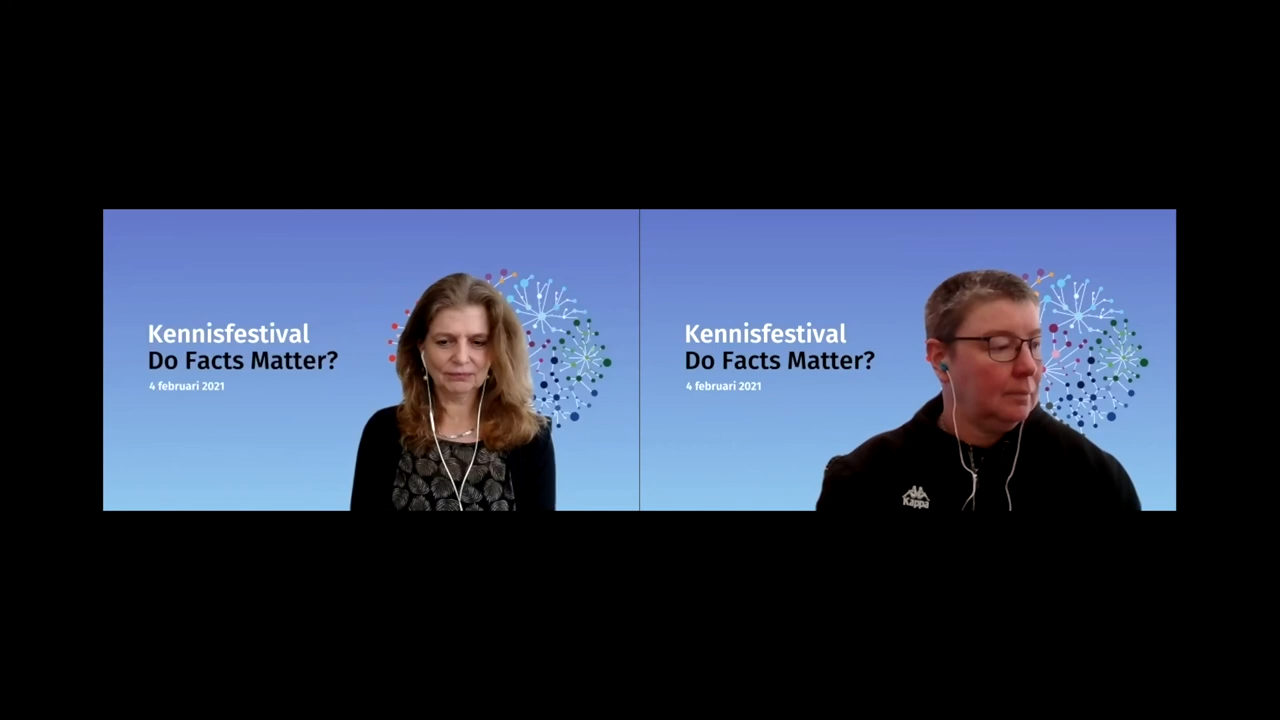 Kennisfestival
Do Facts Matter?
4 februari 2021
Kennisfestival
Do Facts Matter?
4 februari 2021
Kappa